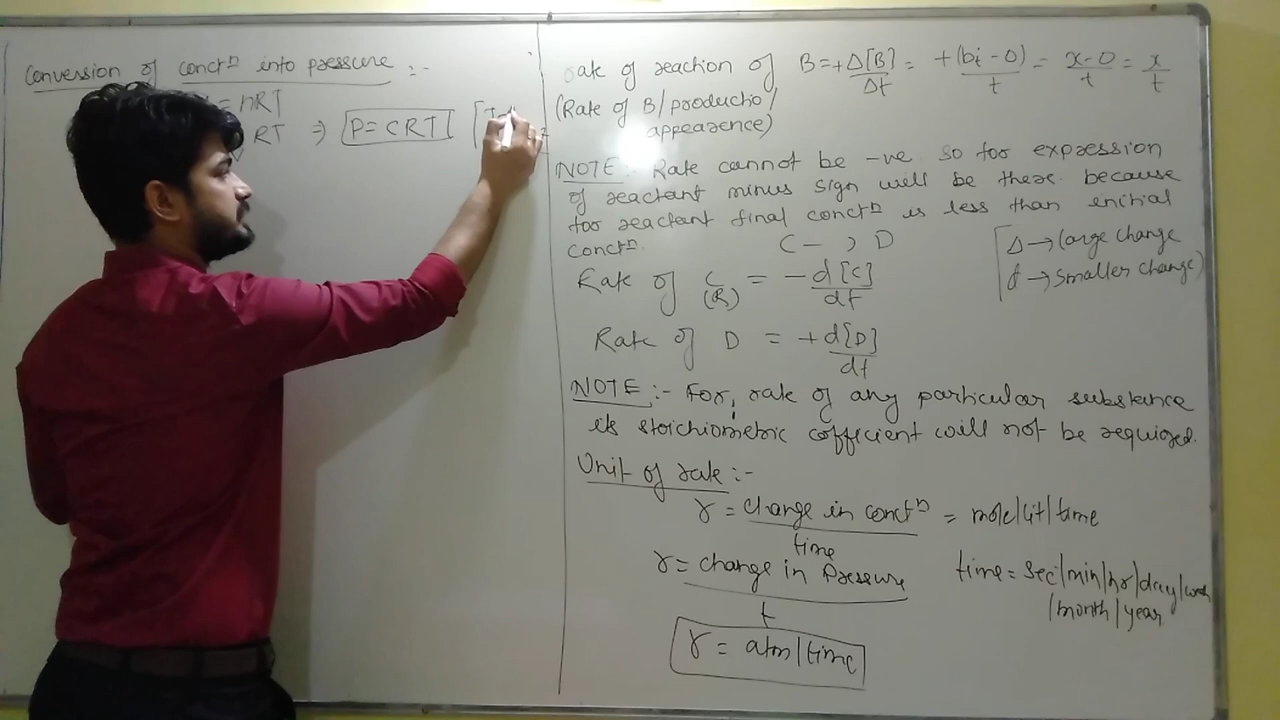 Conversion of conctⁿ into pressure :-
= nRT
RT ⇒ P = CRT [
rate of reaction of B = +Δ[B]/Δt = +(bi - 0)/t = x-0/t = x/t
(Rate of B/productio/
appearence)
NOTE :- Rate cannot be -ve so for expression
of reactant minus sign will be there because
for reactant final conctⁿ is less than initial
conctⁿ.
C → D
[Δ → large change
d → smaller change]
Rate of C (R) = -d[C]/dt
Rate of D = +d[D]/dt
NOTE :- For, rate of any particular substance
its stoichiometric cofficient will not be required.
Unit of rate :-
r = change in conctⁿ/time = mole/lit/time
r = change in Pressure/t
time = sec/min/hr/day/week
/month/year
r = atm/time